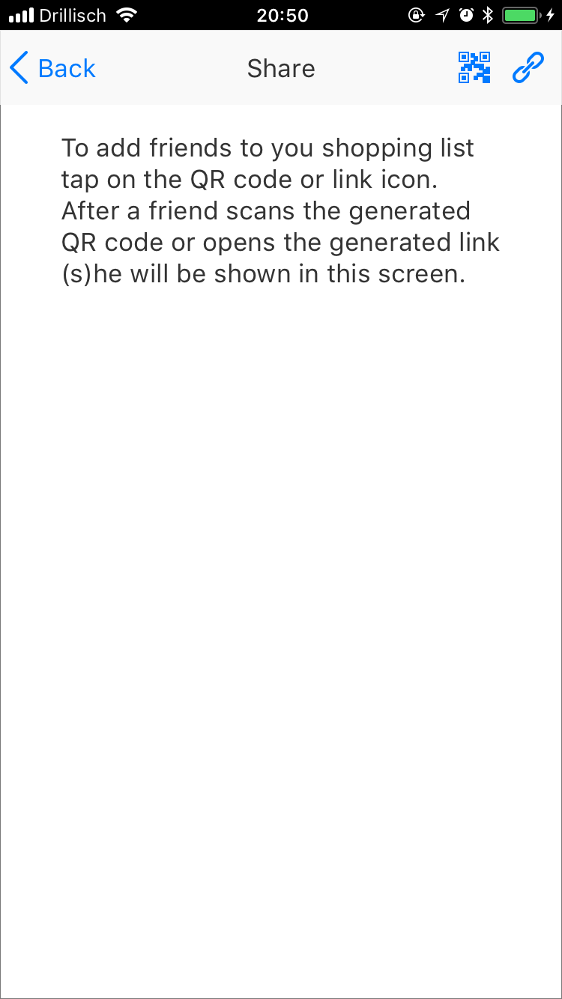 Drillisch 20:50
Back Share
To add friends to you shopping list
tap on the QR code or link icon.
After a friend scans the generated
QR code or opens the generated link
(s)he will be shown in this screen.